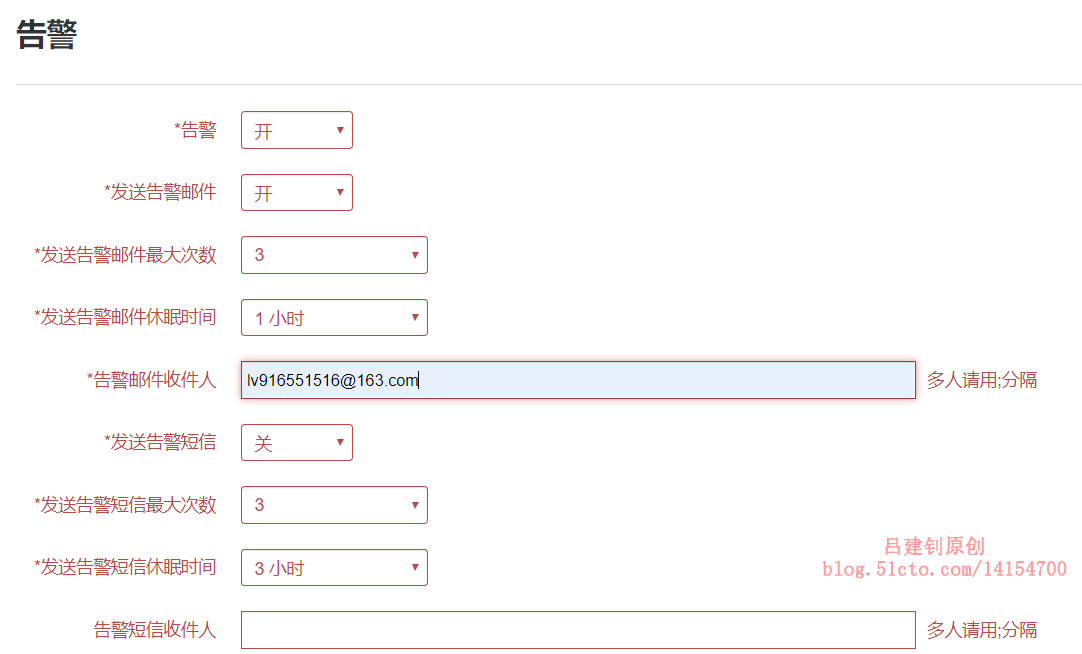 告警
*告警 开
*发送告警邮件 开
*发送告警邮件最大次数 3
*发送告警邮件休眠时间 1 小时
*告警邮件收件人 lv916551516@163.com 多人请用;分隔
*发送告警短信 关
*发送告警短信最大次数 3
吕建钊原创
*发送告警短信休眠时间 3 小时 blog.51cto.com/14154700
告警短信收件人 多人请用;分隔